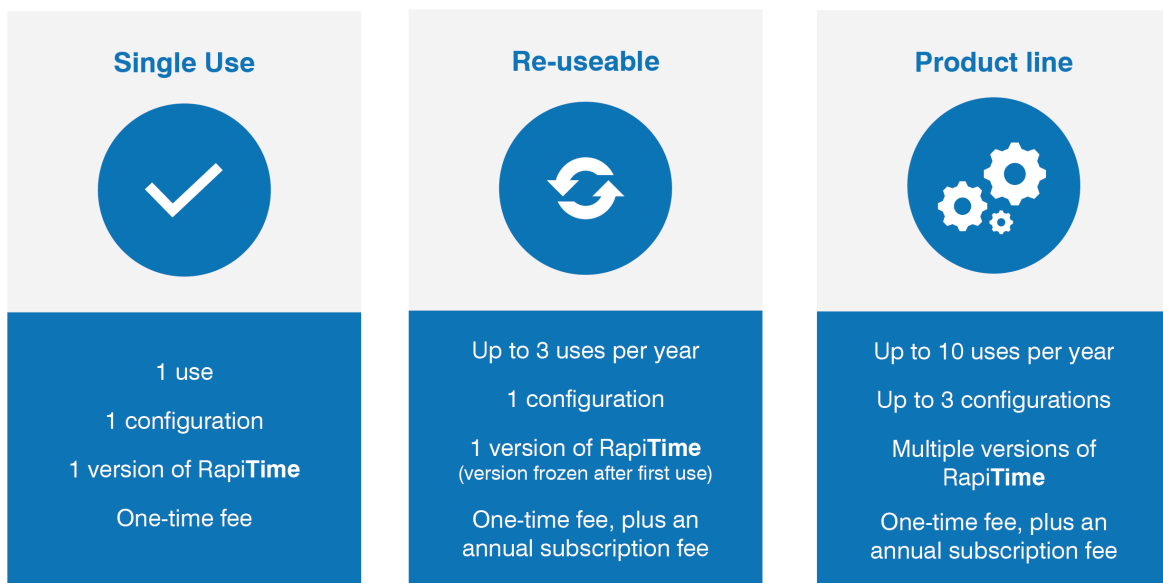 Single Use
1 use
1 configuration
1 version of RapiTime
One-time fee
Re-useable
Up to 3 uses per year
1 configuration
1 version of RapiTime
(version frozen after first use)
One-time fee, plus an
annual subscription fee
Product line
Up to 10 uses per year
Up to 3 configurations
Multiple versions of
RapiTime
One-time fee, plus an
annual subscription fee